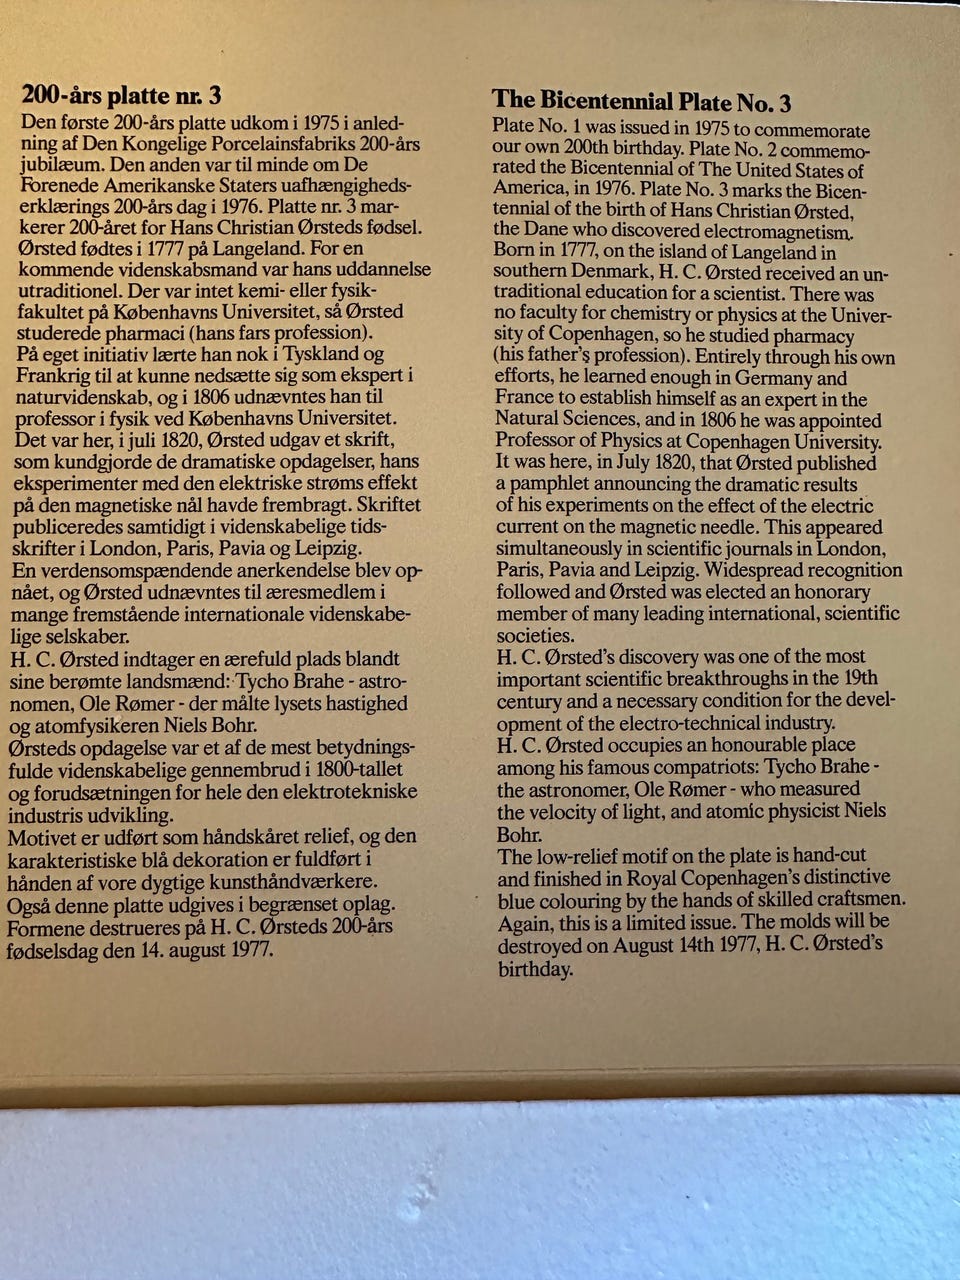 200-års platte nr. 3
Den første 200-års platte udkom i 1975 i anled-
ning af Den Kongelige Porcelainsfabriks 200-års
jubilæum. Den anden var til minde om De
Forenede Amerikanske Staters uafhængigheds-
erklærings 200-års dag i 1976. Platte nr. 3 mar-
kerer 200-året for Hans Christian Ørsteds fødsel.
Ørsted fødtes i 1777 på Langeland. For en
kommende videnskabsmand var hans uddannelse
utraditionel. Der var intet kemi- eller fysik-
fakultet på Københavns Universitet, så Ørsted
studerede pharmaci (hans fars profession).
På eget initiativ lærte han nok i Tyskland og
Frankrig til at kunne nedsætte sig som ekspert i
naturvidenskab, og i 1806 udnævntes han til
professor i fysik ved Københavns Universitet.
Det var her, i juli 1820, Ørsted udgav et skrift,
som kundgjorde de dramatiske opdagelser, hans
eksperimenter med den elektriske strøms effekt
på den magnetiske nål havde frembragt. Skriftet
publiceredes samtidigt i videnskabelige tids-
skrifter i London, Paris, Pavia og Leipzig.
En verdensomspændende anerkendelse blev op-
nået, og Ørsted udnævntes til æresmedlem i
mange fremstående internationale videnskabe-
lige selskaber.
H. C. Ørsted indtager en ærefuld plads blandt
sine berømte landsmænd: Tycho Brahe - astro-
nomen, Ole Rømer - der målte lysets hastighed
og atomfysikeren Niels Bohr.
Ørsteds opdagelse var et af de mest betydnings-
fulde videnskabelige gennembrud i 1800-tallet
og forudsætningen for hele den elektrotekniske
industris udvikling.
Motivet er udført som håndskåret relief, og den
karakteristiske blå dekoration er fuldført i
hånden af vore dygtige kunsthåndværkere.
Også denne platte udgives i begrænset oplag.
Formene destrueres på H. C. Ørsteds 200-års
fødselsdag den 14. august 1977.
The Bicentennial Plate No. 3
Plate No. 1 was issued in 1975 to commemorate
our own 200th birthday. Plate No. 2 commemo-
rated the Bicentennial of The United States of
America, in 1976. Plate No. 3 marks the Bicen-
tennial of the birth of Hans Christian Ørsted,
the Dane who discovered electromagnetism.
Born in 1777, on the island of Langeland in
southern Denmark, H. C. Ørsted received an un-
traditional education for a scientist. There was
no faculty for chemistry or physics at the Univer-
sity of Copenhagen, so he studied pharmacy
(his father's profession). Entirely through his own
efforts, he learned enough in Germany and
France to establish himself as an expert in the
Natural Sciences, and in 1806 he was appointed
Professor of Physics at Copenhagen University.
It was here, in July 1820, that Ørsted published
a pamphlet announcing the dramatic results
of his experiments on the effect of the electric
current on the magnetic needle. This appeared
simultaneously in scientific journals in London,
Paris, Pavia and Leipzig. Widespread recognition
followed and Ørsted was elected an honorary
member of many leading international, scientific
societies.
H. C. Ørsted's discovery was one of the most
important scientific breakthroughs in the 19th
century and a necessary condition for the devel-
opment of the electro-technical industry.
H. C. Ørsted occupies an honourable place
among his famous compatriots: Tycho Brahe -
the astronomer, Ole Rømer - who measured
the velocity of light, and atomic physicist Niels
Bohr.
The low-relief motif on the plate is hand-cut
and finished in Royal Copenhagen's distinctive
blue colouring by the hands of skilled craftsmen.
Again, this is a limited issue. The molds will be
destroyed on August 14th 1977, H. C. Ørsted's
birthday.